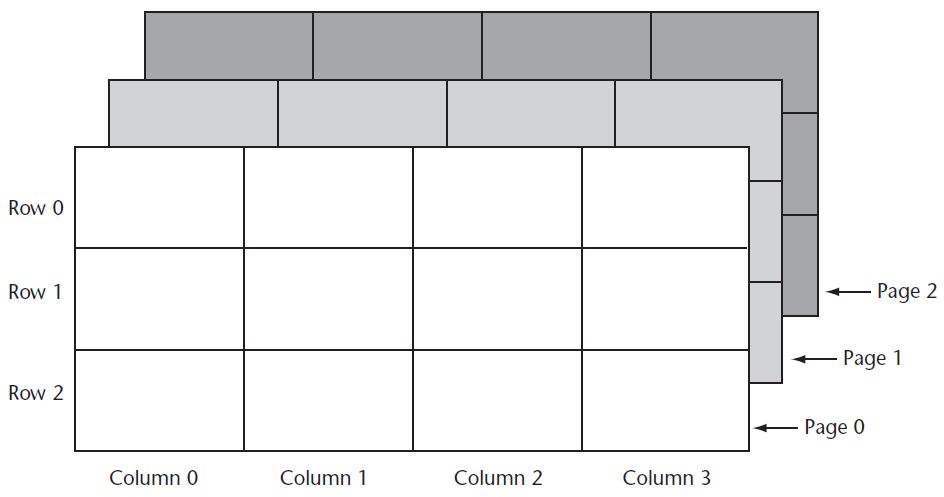 Row 0
Row 1
Page 2
Page 1
Row 2
Page 0
Column 0
Column 1
Column 2
Column 3